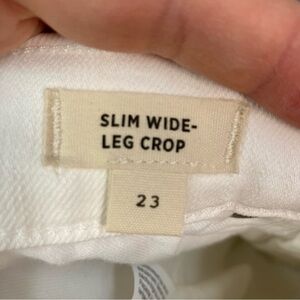 SLIM WIDE-
LEG CROP
23